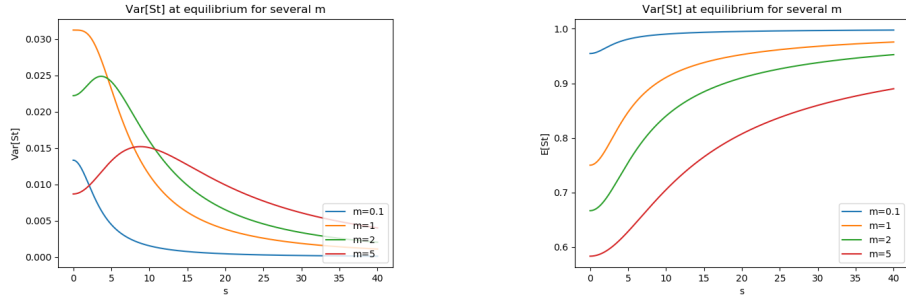 Var[St] at equilibrium for several m
Var[St]
0.030
0.025
0.020
0.015
0.010
0.005
0.000
0 5 10 15 20 25 30 35 40
s
m=0.1
m=1
m=2
m=5
Var[St] at equilibrium for several m
E[St]
1.0
0.9
0.8
0.7
0.6
0 5 10 15 20 25 30 35 40
s
m=0.1
m=1
m=2
m=5